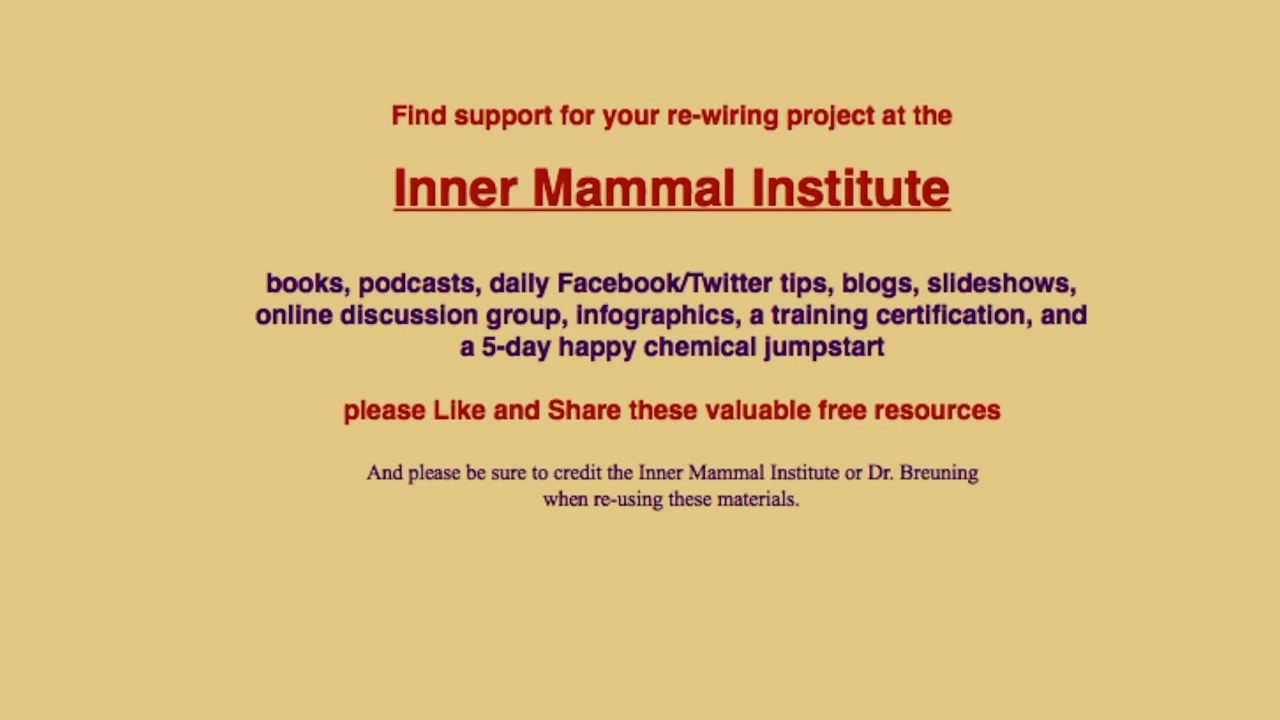 Find support for your re-wiring project at the
Inner Mammal Institute
books, podcasts, daily Facebook/Twitter tips, blogs, slideshows,
online discussion group, infographics, a training certification, and
a 5-day happy chemical jumpstart
please Like and Share these valuable free resources
And please be sure to credit the Inner Mammal Institute or Dr. Breuning
when re-using these materials.